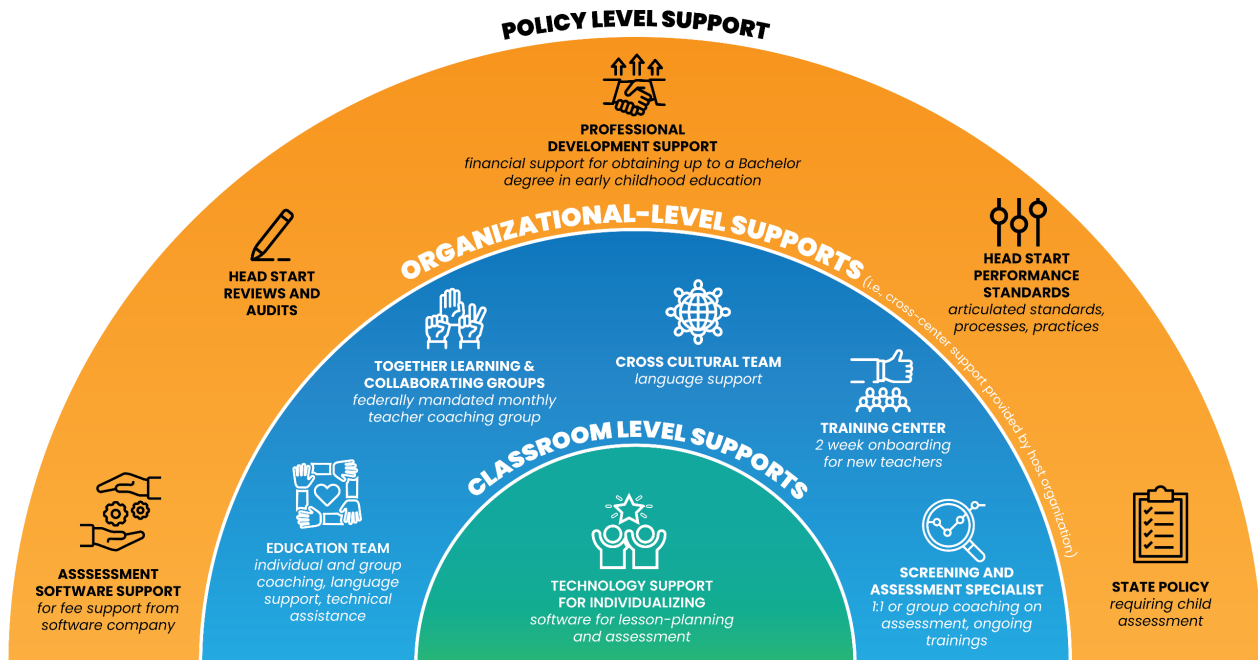 POLICY LEVEL SUPPORT
PROFESSIONAL
DEVELOPMENT SUPPORT
financial support for obtaining up to a Bachelor
degree in early childhood education
HEAD START
REVIEWS AND
AUDITS
HEAD START
PERFORMANCE
STANDARDS
articulated standards,
processes, practices
ASSSESSMENT
SOFTWARE SUPPORT
for fee support from
software company
STATE POLICY
requiring child
assessment
ORGANIZATIONAL-LEVEL SUPPORTS (i.e., cross-center support provided by host organization)
TOGETHER LEARNING &
COLLABORATING GROUPS
federally mandated monthly
teacher coaching group
CROSS CULTURAL TEAM
language support
TRAINING CENTER
2 week onboarding
for new teachers
EDUCATION TEAM
individual and group
coaching, language
support, technical
assistance
SCREENING AND
ASSESSMENT SPECIALIST
1:1 or group coaching on
assessment, ongoing
trainings
CLASSROOM LEVEL SUPPORTS
TECHNOLOGY SUPPORT
FOR INDIVIDUALIZING
software for lesson-planning
and assessment